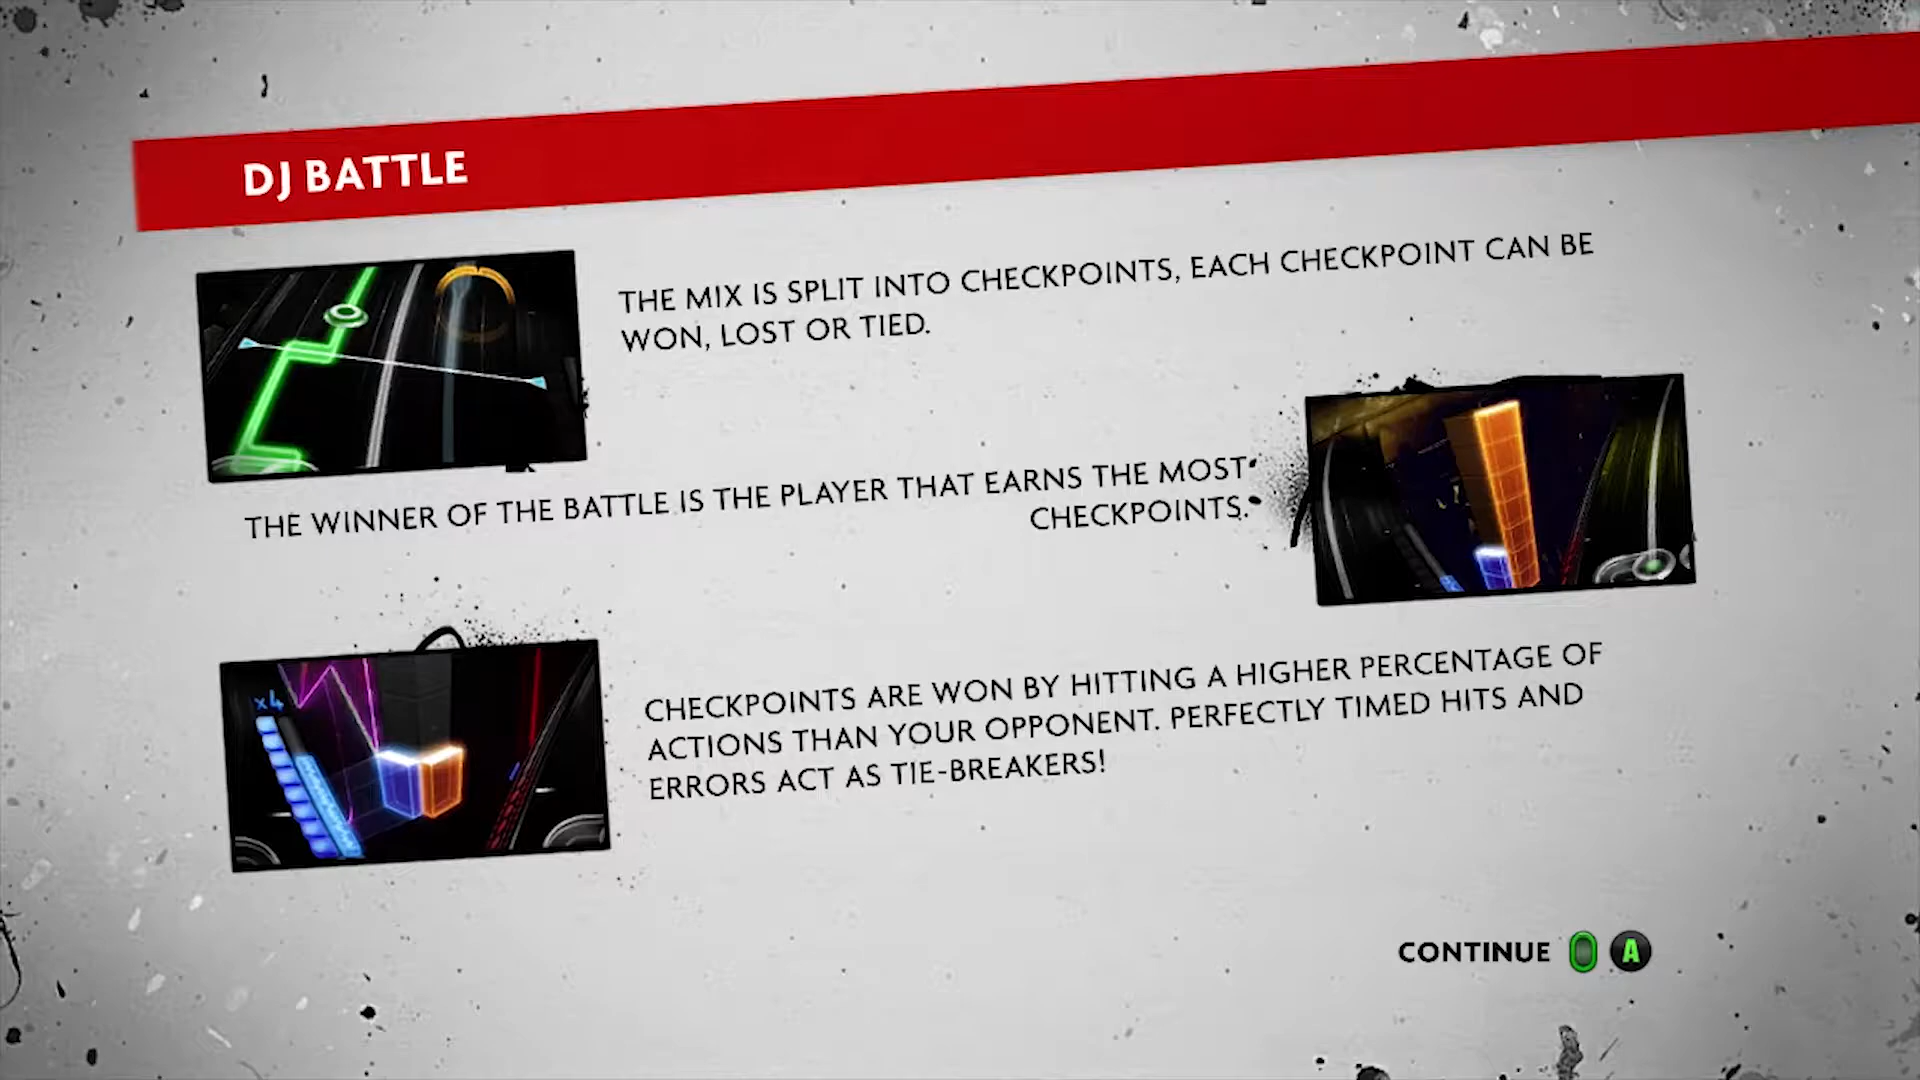 DJ BATTLE
THE MIX IS SPLIT INTO CHECKPOINTS, EACH CHECKPOINT CAN BE
WON, LOST OR TIED.
THE WINNER OF THE BATTLE IS THE PLAYER THAT EARNS THE MOST
CHECKPOINTS.
x4
CHECKPOINTS ARE WON BY HITTING A HIGHER PERCENTAGE OF
ACTIONS THAN YOUR OPPONENT. PERFECTLY TIMED HITS AND
ERRORS ACT AS TIE-BREAKERS!
CONTINUE A